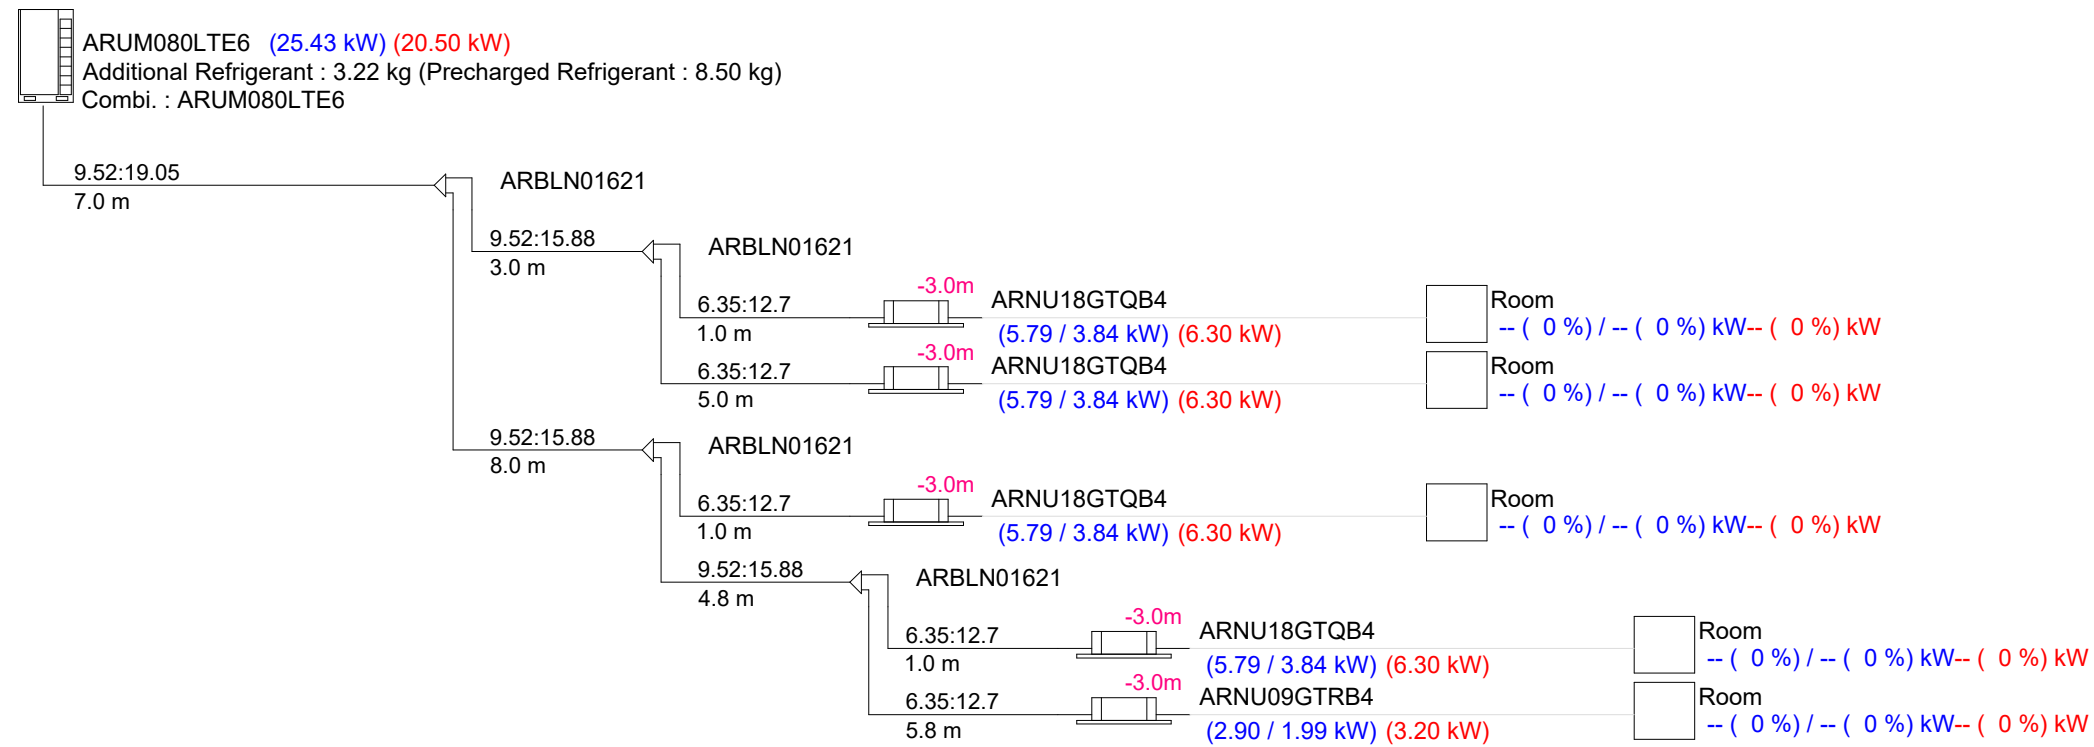 ARUM080LTE6 (25.43 kW) (20.50 kW)
Additional Refrigerant : 3.22 kg (Precharged Refrigerant : 8.50 kg)
Combi. : ARUM080LTE6
9.52:19.05
7.0 m
ARBLN01621
9.52:15.88
3.0 m
ARBLN01621
6.35:12.7
1.0 m
-3.0m
ARNU18GTQB4
(5.79 / 3.84 kW) (6.30 kW)
Room
-- ( 0 %) / -- ( 0 %) kW-- ( 0 %) kW
6.35:12.7
5.0 m
-3.0m
ARNU18GTQB4
(5.79 / 3.84 kW) (6.30 kW)
Room
-- ( 0 %) / -- ( 0 %) kW-- ( 0 %) kW
9.52:15.88
8.0 m
ARBLN01621
6.35:12.7
1.0 m
-3.0m
ARNU18GTQB4
(5.79 / 3.84 kW) (6.30 kW)
Room
-- ( 0 %) / -- ( 0 %) kW-- ( 0 %) kW
9.52:15.88
4.8 m
ARBLN01621
6.35:12.7
1.0 m
-3.0m
ARNU18GTQB4
(5.79 / 3.84 kW) (6.30 kW)
Room
-- ( 0 %) / -- ( 0 %) kW-- ( 0 %) kW
6.35:12.7
5.8 m
-3.0m
ARNU09GTRB4
(2.90 / 1.99 kW) (3.20 kW)
Room
-- ( 0 %) / -- ( 0 %) kW-- ( 0 %) kW